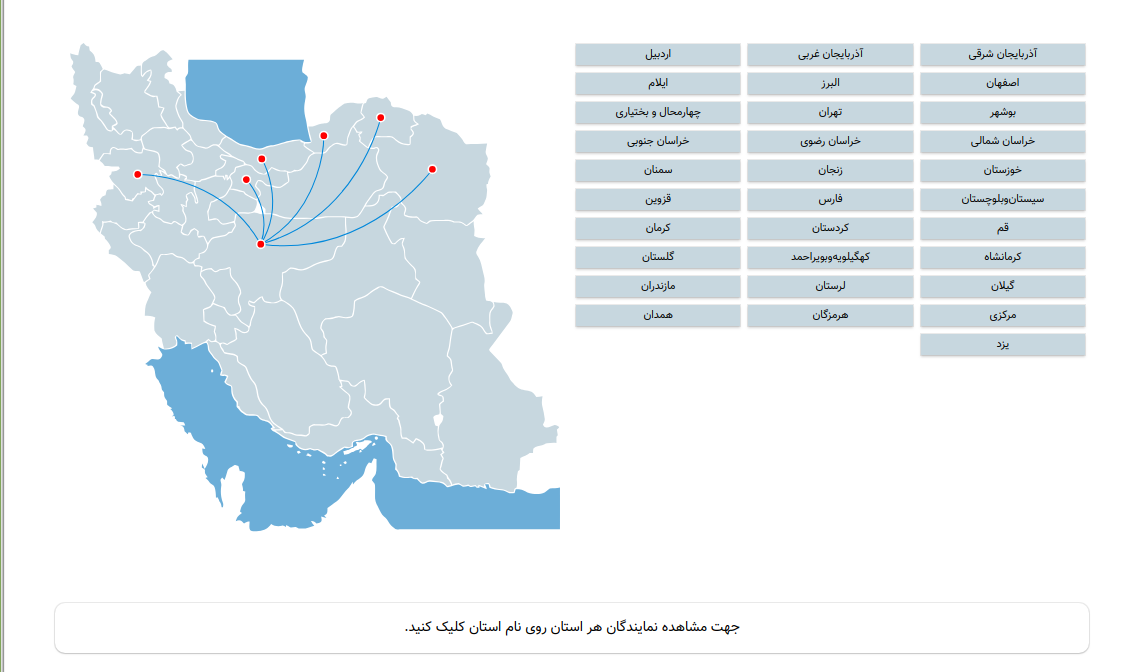 آذربایجان شرقی
آذربایجان غربی
اردبیل
اصفهان
البرز
ایلام
بوشهر
تهران
چهارمحال و بختیاری
خراسان شمالی
خراسان رضوی
خراسان جنوبی
خوزستان
زنجان
سمنان
سیستان‌وبلوچستان
فارس
قزوین
قم
کردستان
کرمان
کرمانشاه
کهگیلویه‌وبویراحمد
گلستان
گیلان
لرستان
مازندران
مرکزی
هرمزگان
همدان
یزد
جهت مشاهده نمایندگان هر استان روی نام استان کلیک کنید.